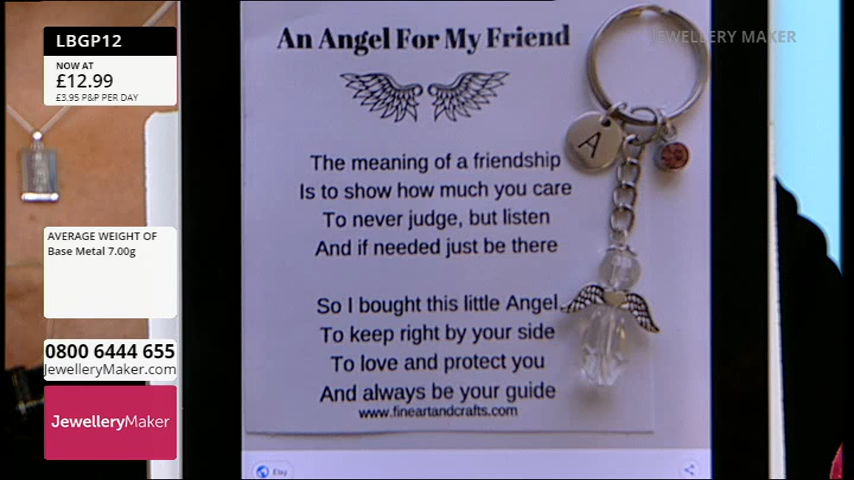 LBGP12
NOW AT
£12.99
£3.95 P&P PER DAY
AVERAGE WEIGHT OF
Base Metal 7.00g
0800 6444 655
JewelleryMaker.com
JewelleryMaker
JEWELLERY MAKER
An Angel For My Friend
A
The meaning of a friendship
Is to show how much you care
To never judge, but listen
And if needed just be there
So I bought this little Angel
To keep right by your side
To love and protect you
And always be your guide
www.fineartandcrafts.com
Etsy